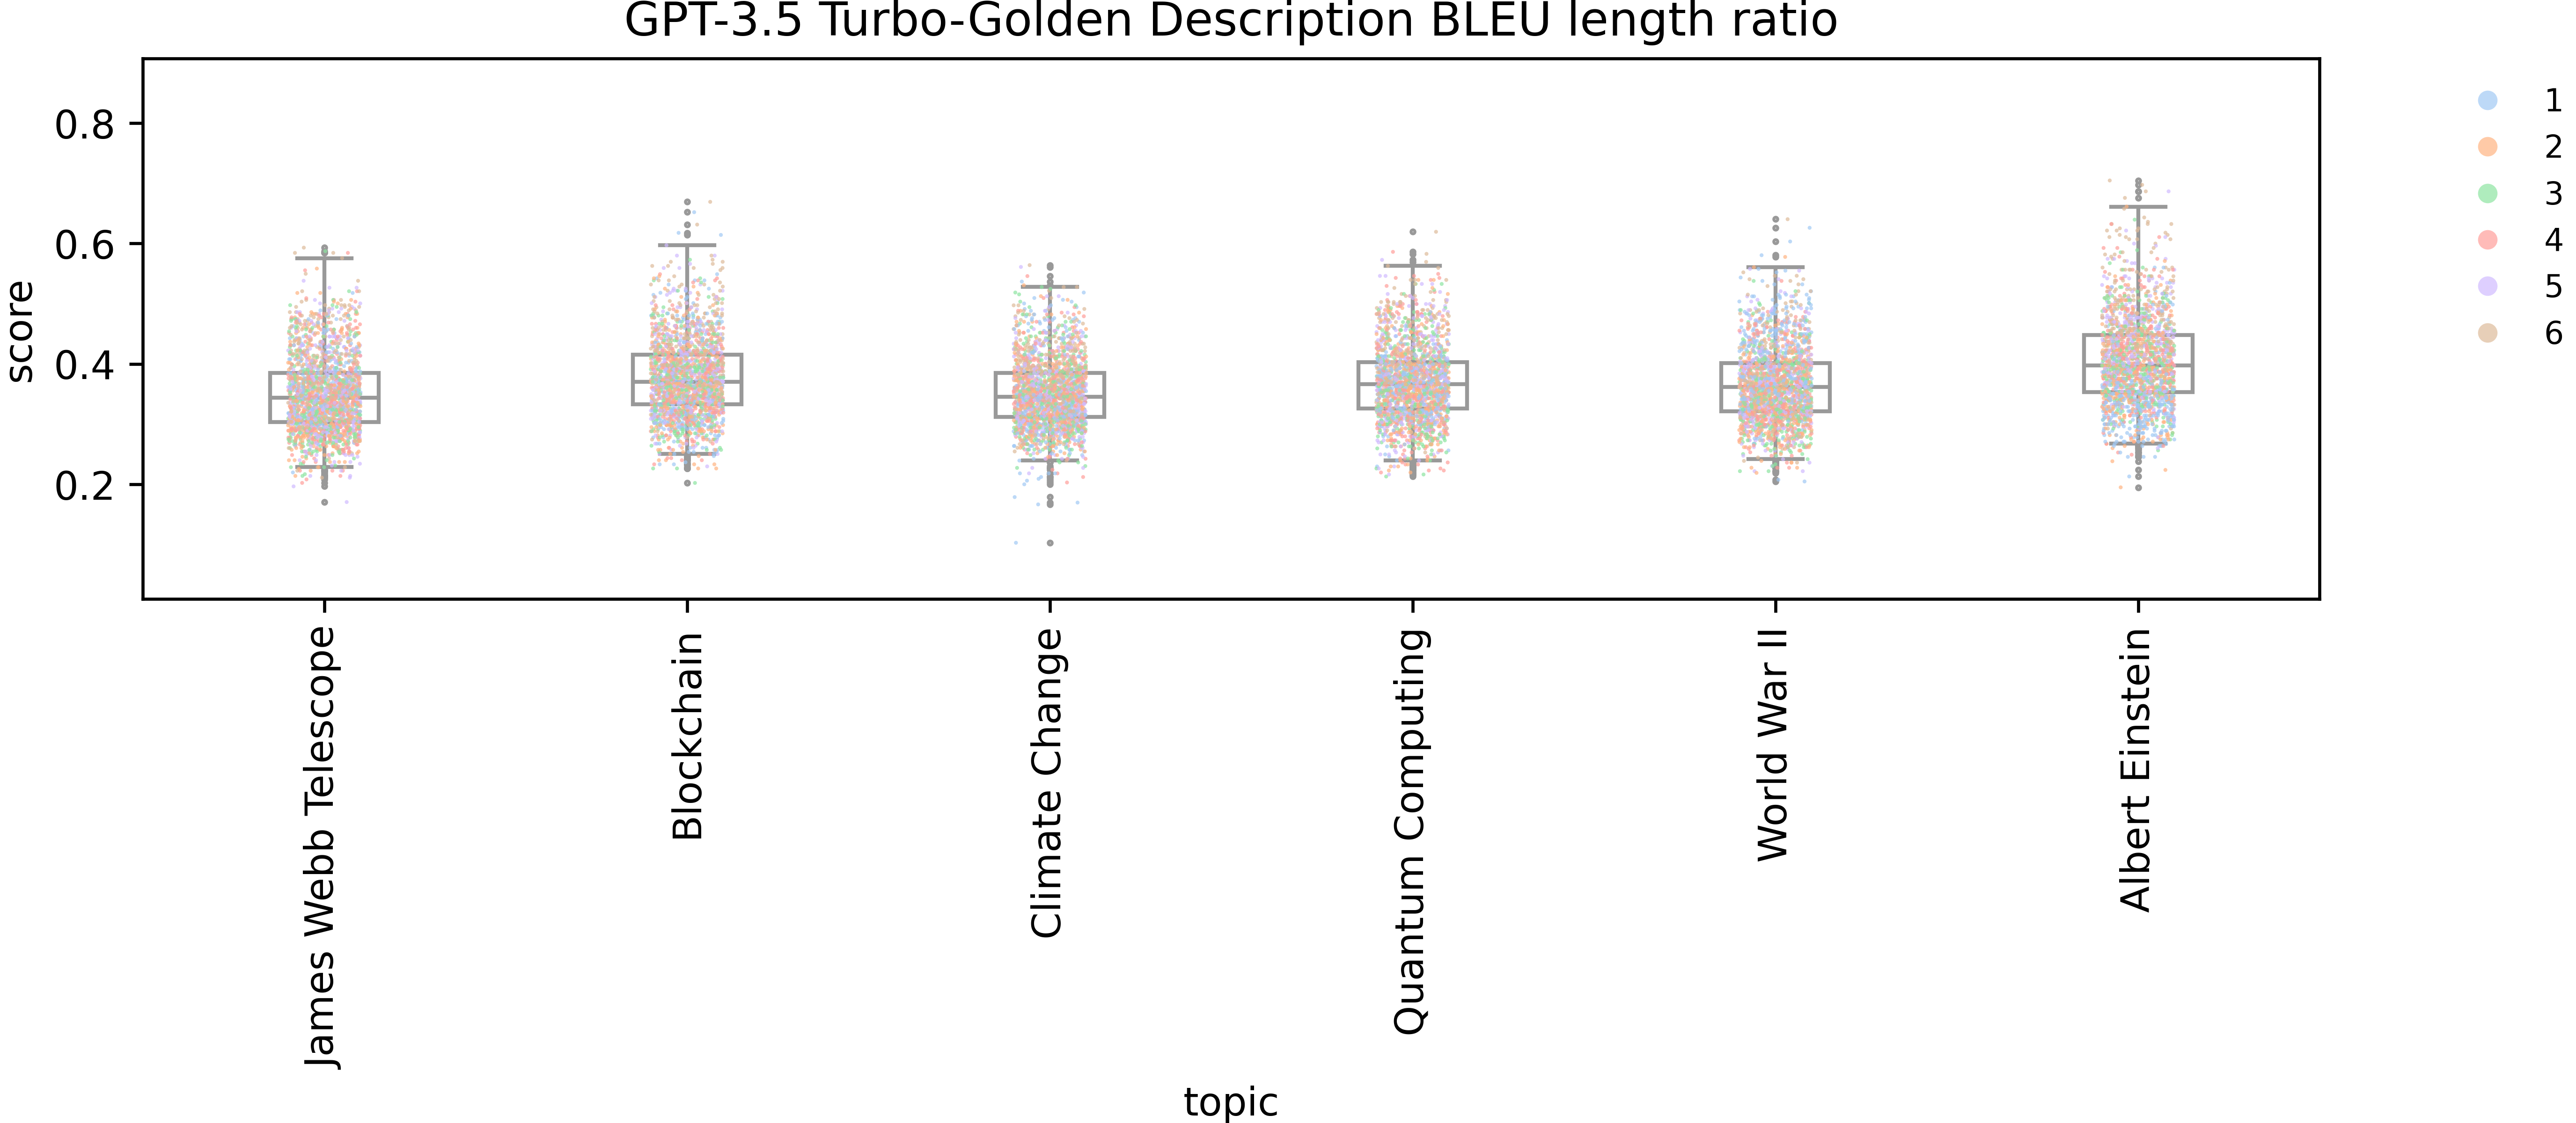 GPT-3.5 Turbo-Golden Description BLEU length ratio
score
0.8
0.6
0.4
0.2
1
2
3
4
5
6
James Webb Telescope
Blockchain
Climate Change
Quantum Computing
World War II
Albert Einstein
topic